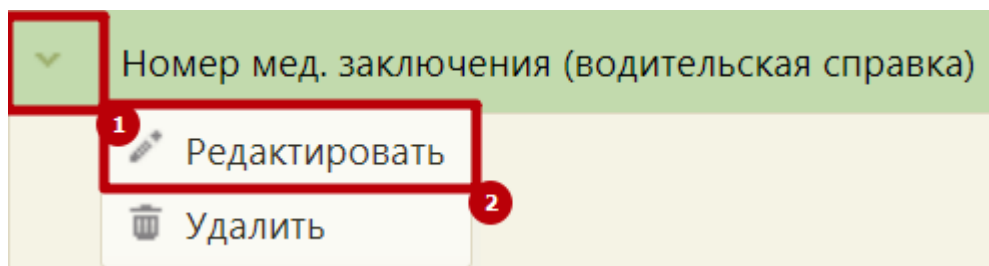 Номер мед. заключения (водительская справка)
1
Редактировать
2
Удалить